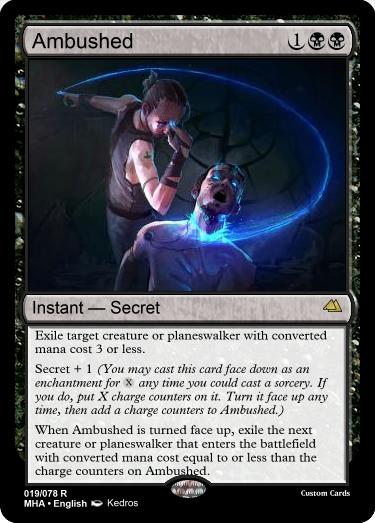 Ambushed 1
Instant — Secret
Exile target creature or planeswalker with converted
mana cost 3 or less.
Secret + 1 (You may cast this card face down as an
enchantment for X any time you could cast a sorcery. If
you do, put X charge counters on it. Turn it face up any
time, then add a charge counters to Ambushed.)
When Ambushed is turned face up, exile the next
creature or planeswalker that enters the battlefield
with converted mana cost equal to or less than the
charge counters on Ambushed.
019/078 R
MHA • English Kedros
Custom Cards